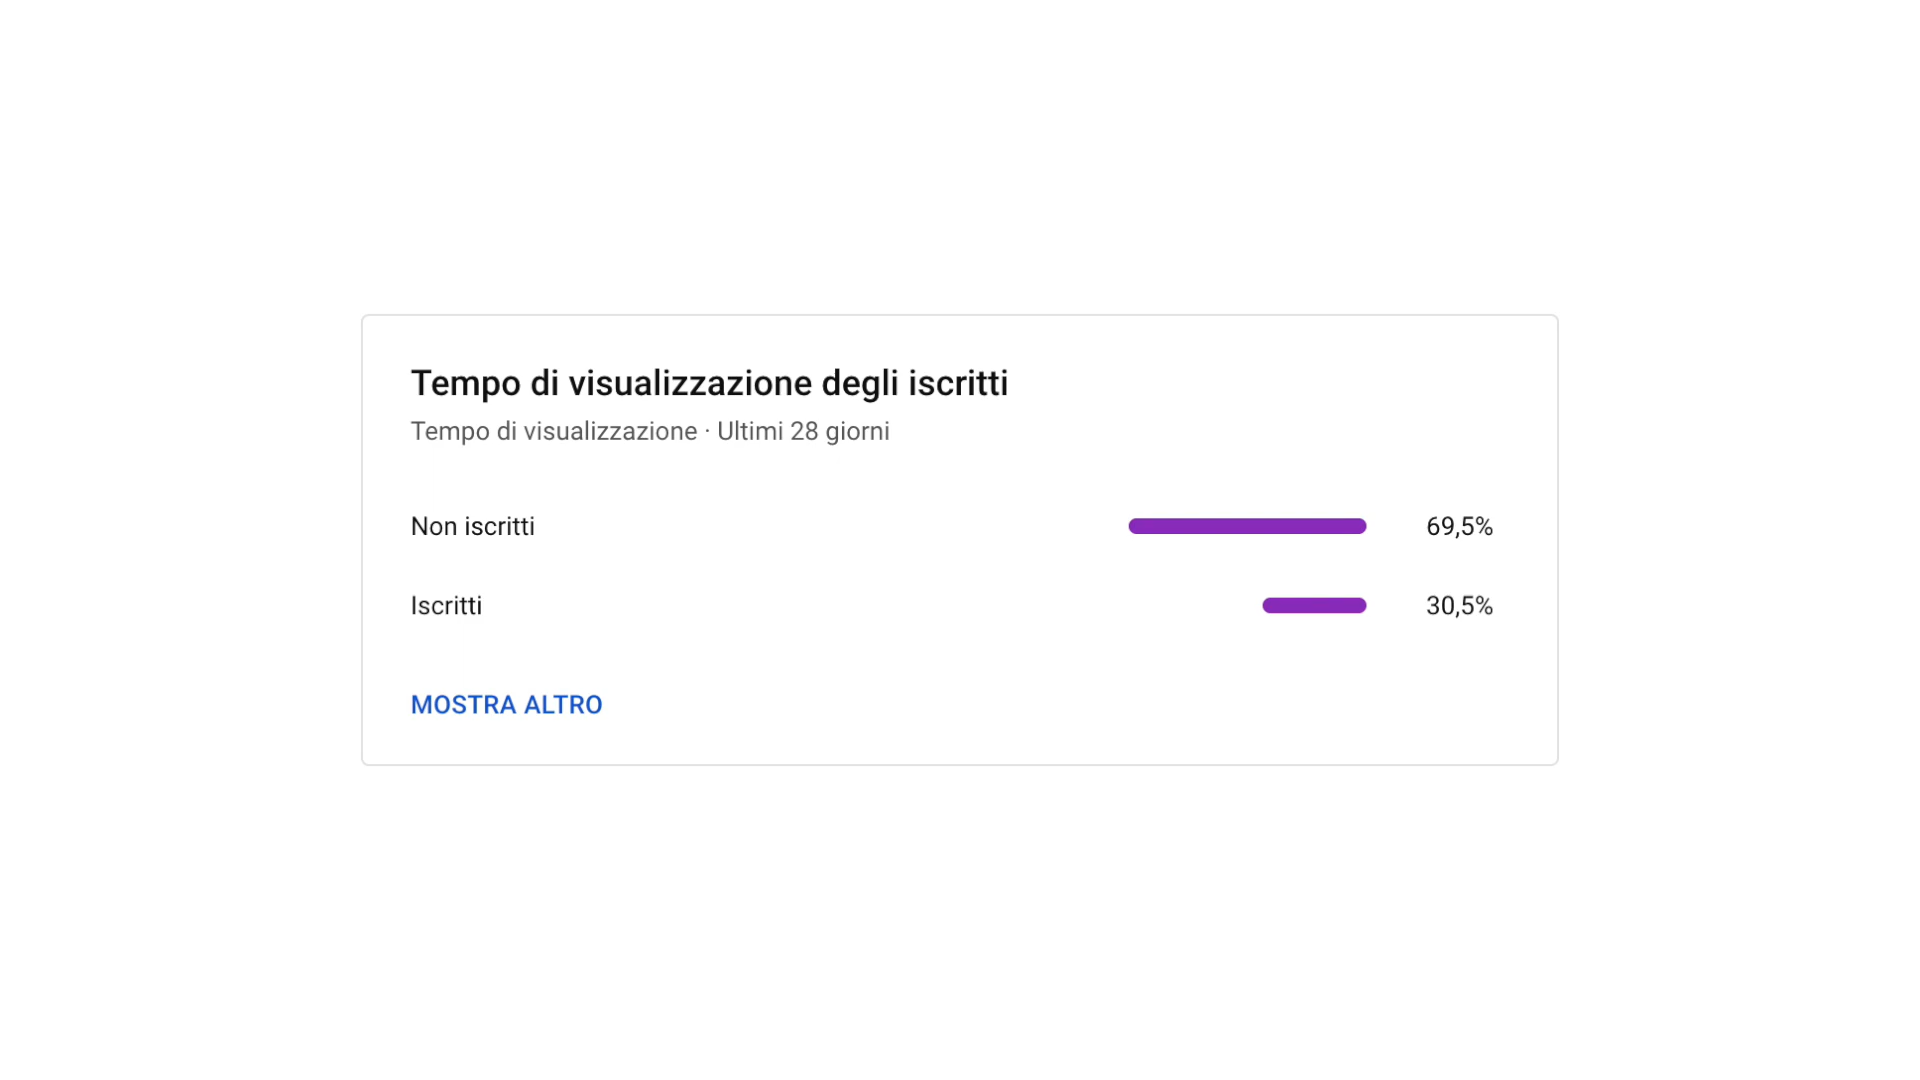 Tempo di visualizzazione degli iscritti
Tempo di visualizzazione · Ultimi 28 giorni
Non iscritti 69,5%
Iscritti 30,5%
MOSTRA ALTRO